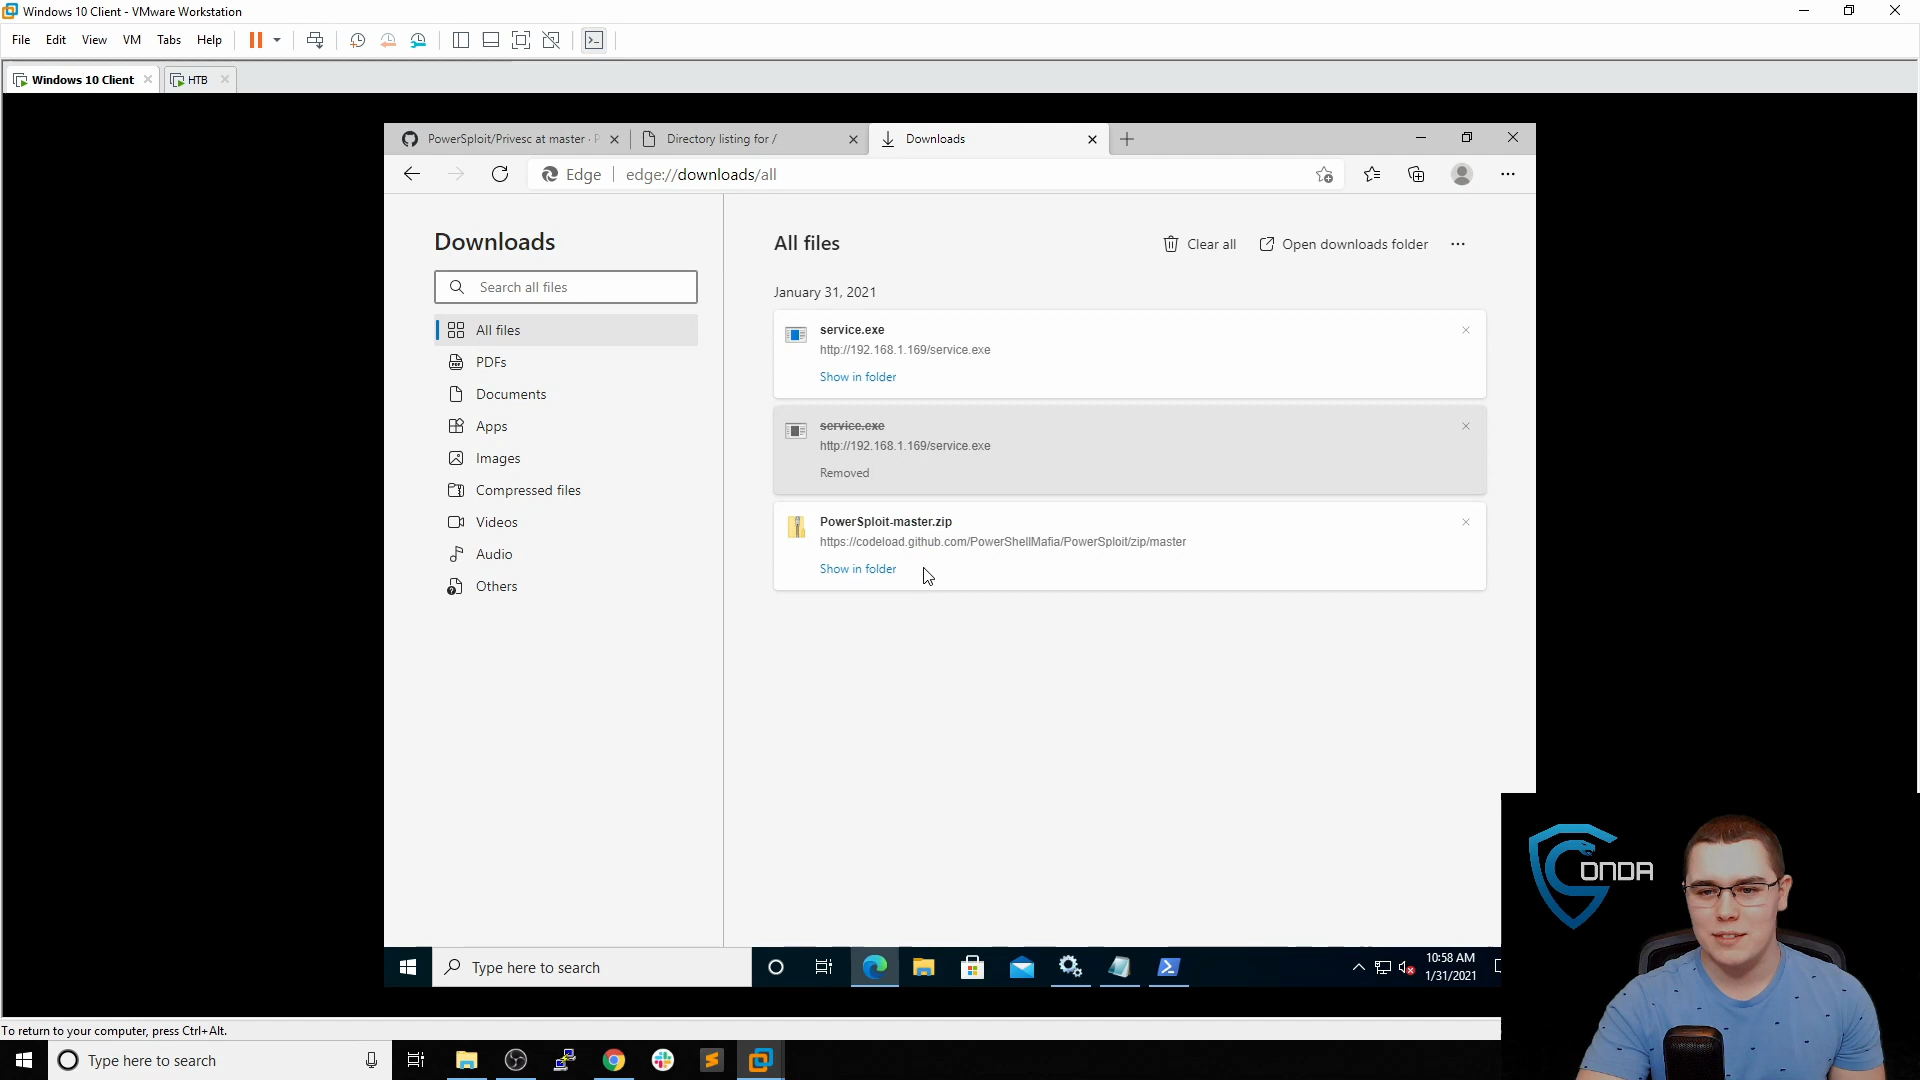 Windows 10 Client - VMware Workstation
File Edit View VM Tabs Help
Windows 10 Client HTB
PowerSploit/Privesc at master · P Directory listing for / Downloads
Edge edge://downloads/all
Downloads
Search all files
All files
PDFs
Documents
Apps
Images
Compressed files
Videos
Audio
Others
All files Clear all Open downloads folder
January 31, 2021
service.exe
http://192.168.1.169/service.exe
Show in folder
service.exe
http://192.168.1.169/service.exe
Removed
PowerSploit-master.zip
https://codeload.github.com/PowerShellMafia/PowerSploit/zip/master
Show in folder
Type here to search
10:58 AM
1/31/2021
CONDA
To return to your computer, press Ctrl+Alt.
Type here to search